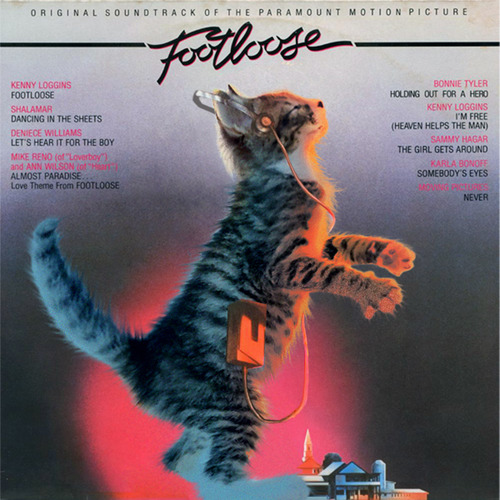 ORIGINAL SOUNDTRACK OF THE PARAMOUNT MOTION PICTURE
Footloose
KENNY LOGGINS
FOOTLOOSE
SHALAMAR
DANCING IN THE SHEETS
DENIECE WILLIAMS
LET'S HEAR IT FOR THE BOY
MIKE RENO (of "Loverboy")
and ANN WILSON (of "Heart")
ALMOST PARADISE...
Love Theme From FOOTLOOSE
BONNIE TYLER
HOLDING OUT FOR A HERO
KENNY LOGGINS
I'M FREE
(HEAVEN HELPS THE MAN)
SAMMY HAGAR
THE GIRL GETS AROUND
KARLA BONOFF
SOMEBODY'S EYES
MOVING PICTURES
NEVER